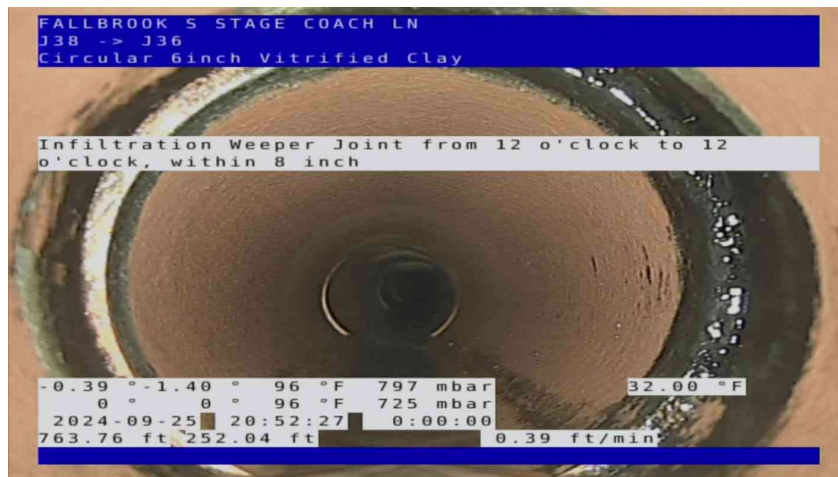 FALLBROOK S STAGE COACH LN
J38 -> J36
Circular 6inch Vitrified Clay
Infiltration Weeper Joint from 12 o'clock to 12
o'clock, within 8 inch
-0.39 °-1.40 ° 96 °F 797 mbar 32.00 °F
0 ° 0 ° 96 °F 725 mbar
2024-09-25 20:52:27 0:00:00
763.76 ft 252.04 ft 0.39 ft/min